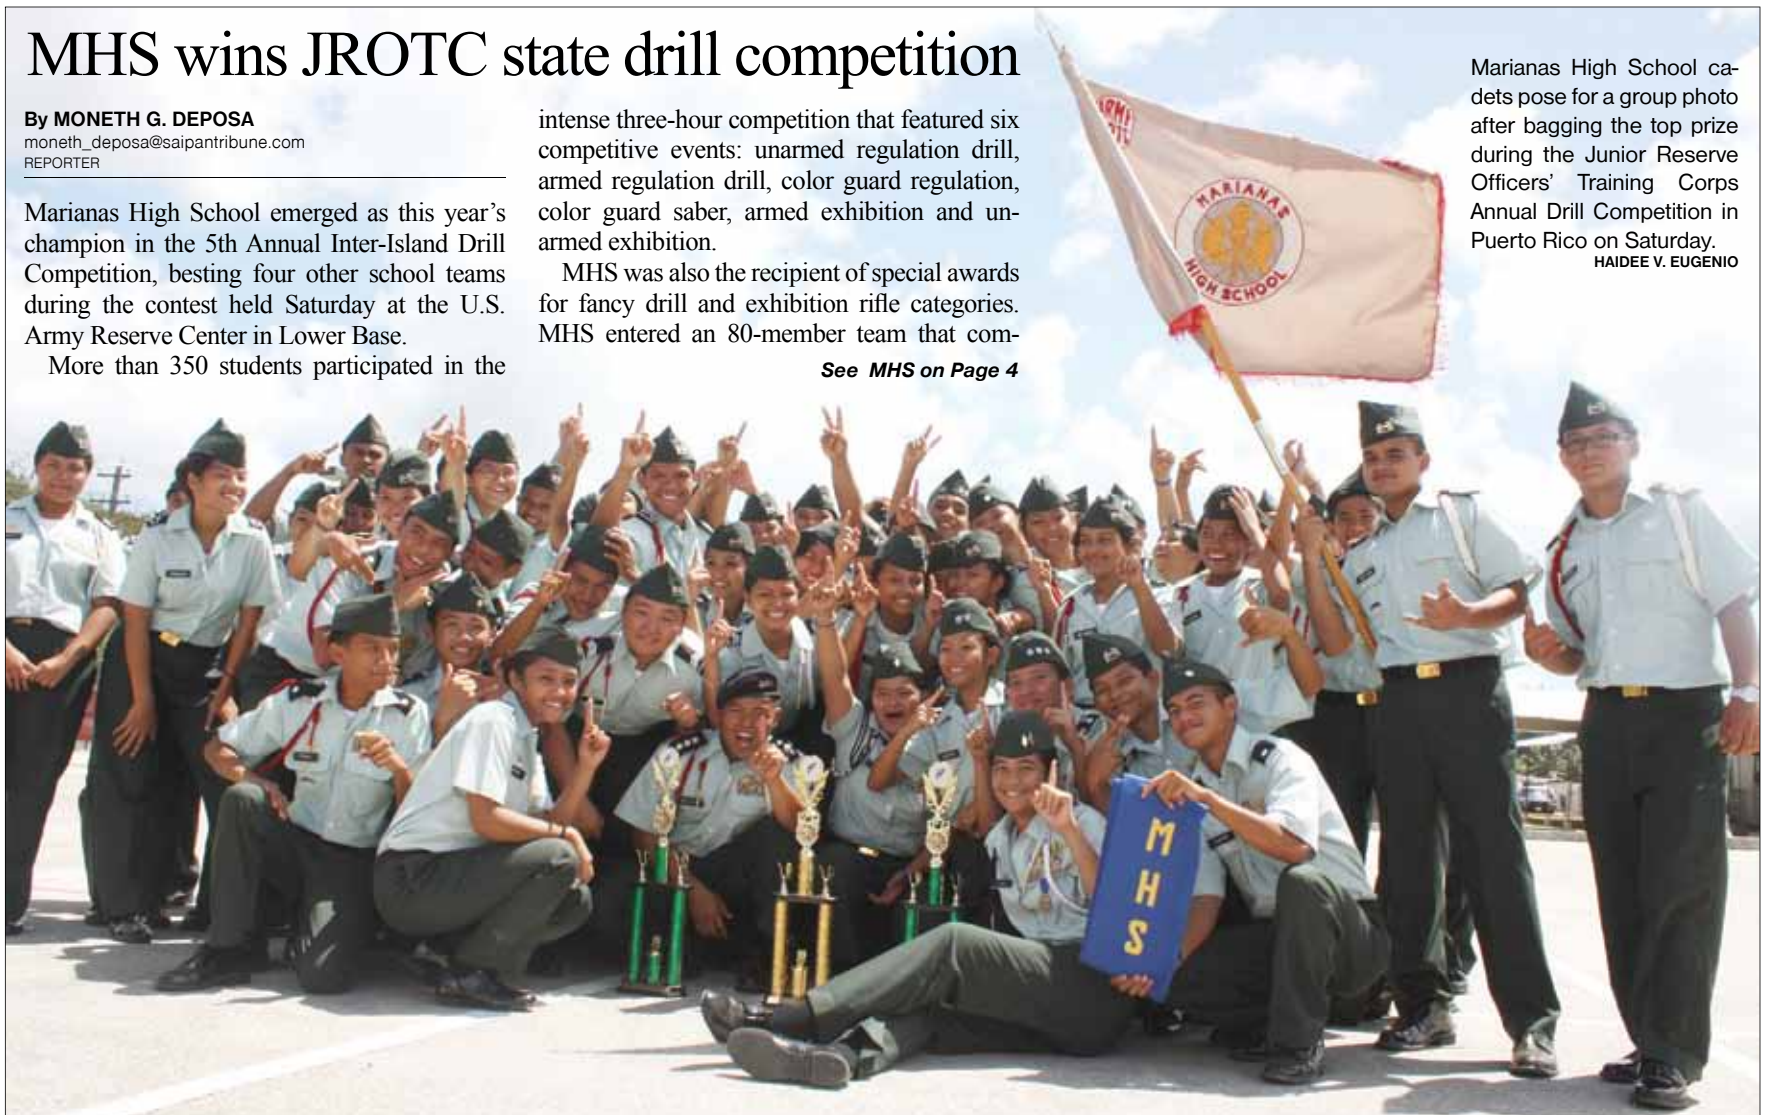 MHS wins JROTC state drill competition
By MONETH G. DEPOSA
moneth_deposa@saipantribune.com
REPORTER
Marianas High School emerged as this year's
champion in the 5th Annual Inter-Island Drill
Competition, besting four other school teams
during the contest held Saturday at the U.S.
Army Reserve Center in Lower Base.
More than 350 students participated in the
intense three-hour competition that featured six
competitive events: unarmed regulation drill,
armed regulation drill, color guard regulation,
color guard saber, armed exhibition and un-
armed exhibition.
MHS was also the recipient of special awards
for fancy drill and exhibition rifle categories.
MHS entered an 80-member team that com-
See MHS on Page 4
Marianas High School ca-
dets pose for a group photo
after bagging the top prize
during the Junior Reserve
Officers' Training Corps
Annual Drill Competition in
Puerto Rico on Saturday.
HAIDEE V. EUGENIO
MARIANAS
HIGH SCHOOL
M
H
S